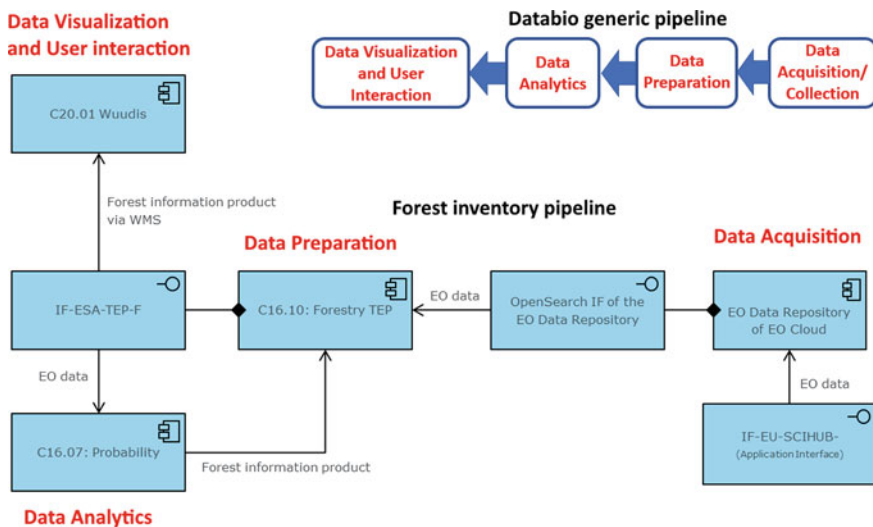 Data Visualization
and User interaction
Databio generic pipeline
Data Visualization
and User
Interaction
Data
Analytics
Data
Preparation
Data
Acquisition/
Collection
C20.01 Wuudis
Forest information product
via WMS
Forest inventory pipeline
Data Preparation
Data Acquisition
IF-ESA-TEP-F
C16.10: Forestry TEP
EO data
OpenSearch IF of the
EO Data Repository
EO Data Repository
of EO Cloud
EO data
EO data
C16.07: Probability
Forest information product
IF-EU-SCIHUB-
(Application Interface)
Data Analytics